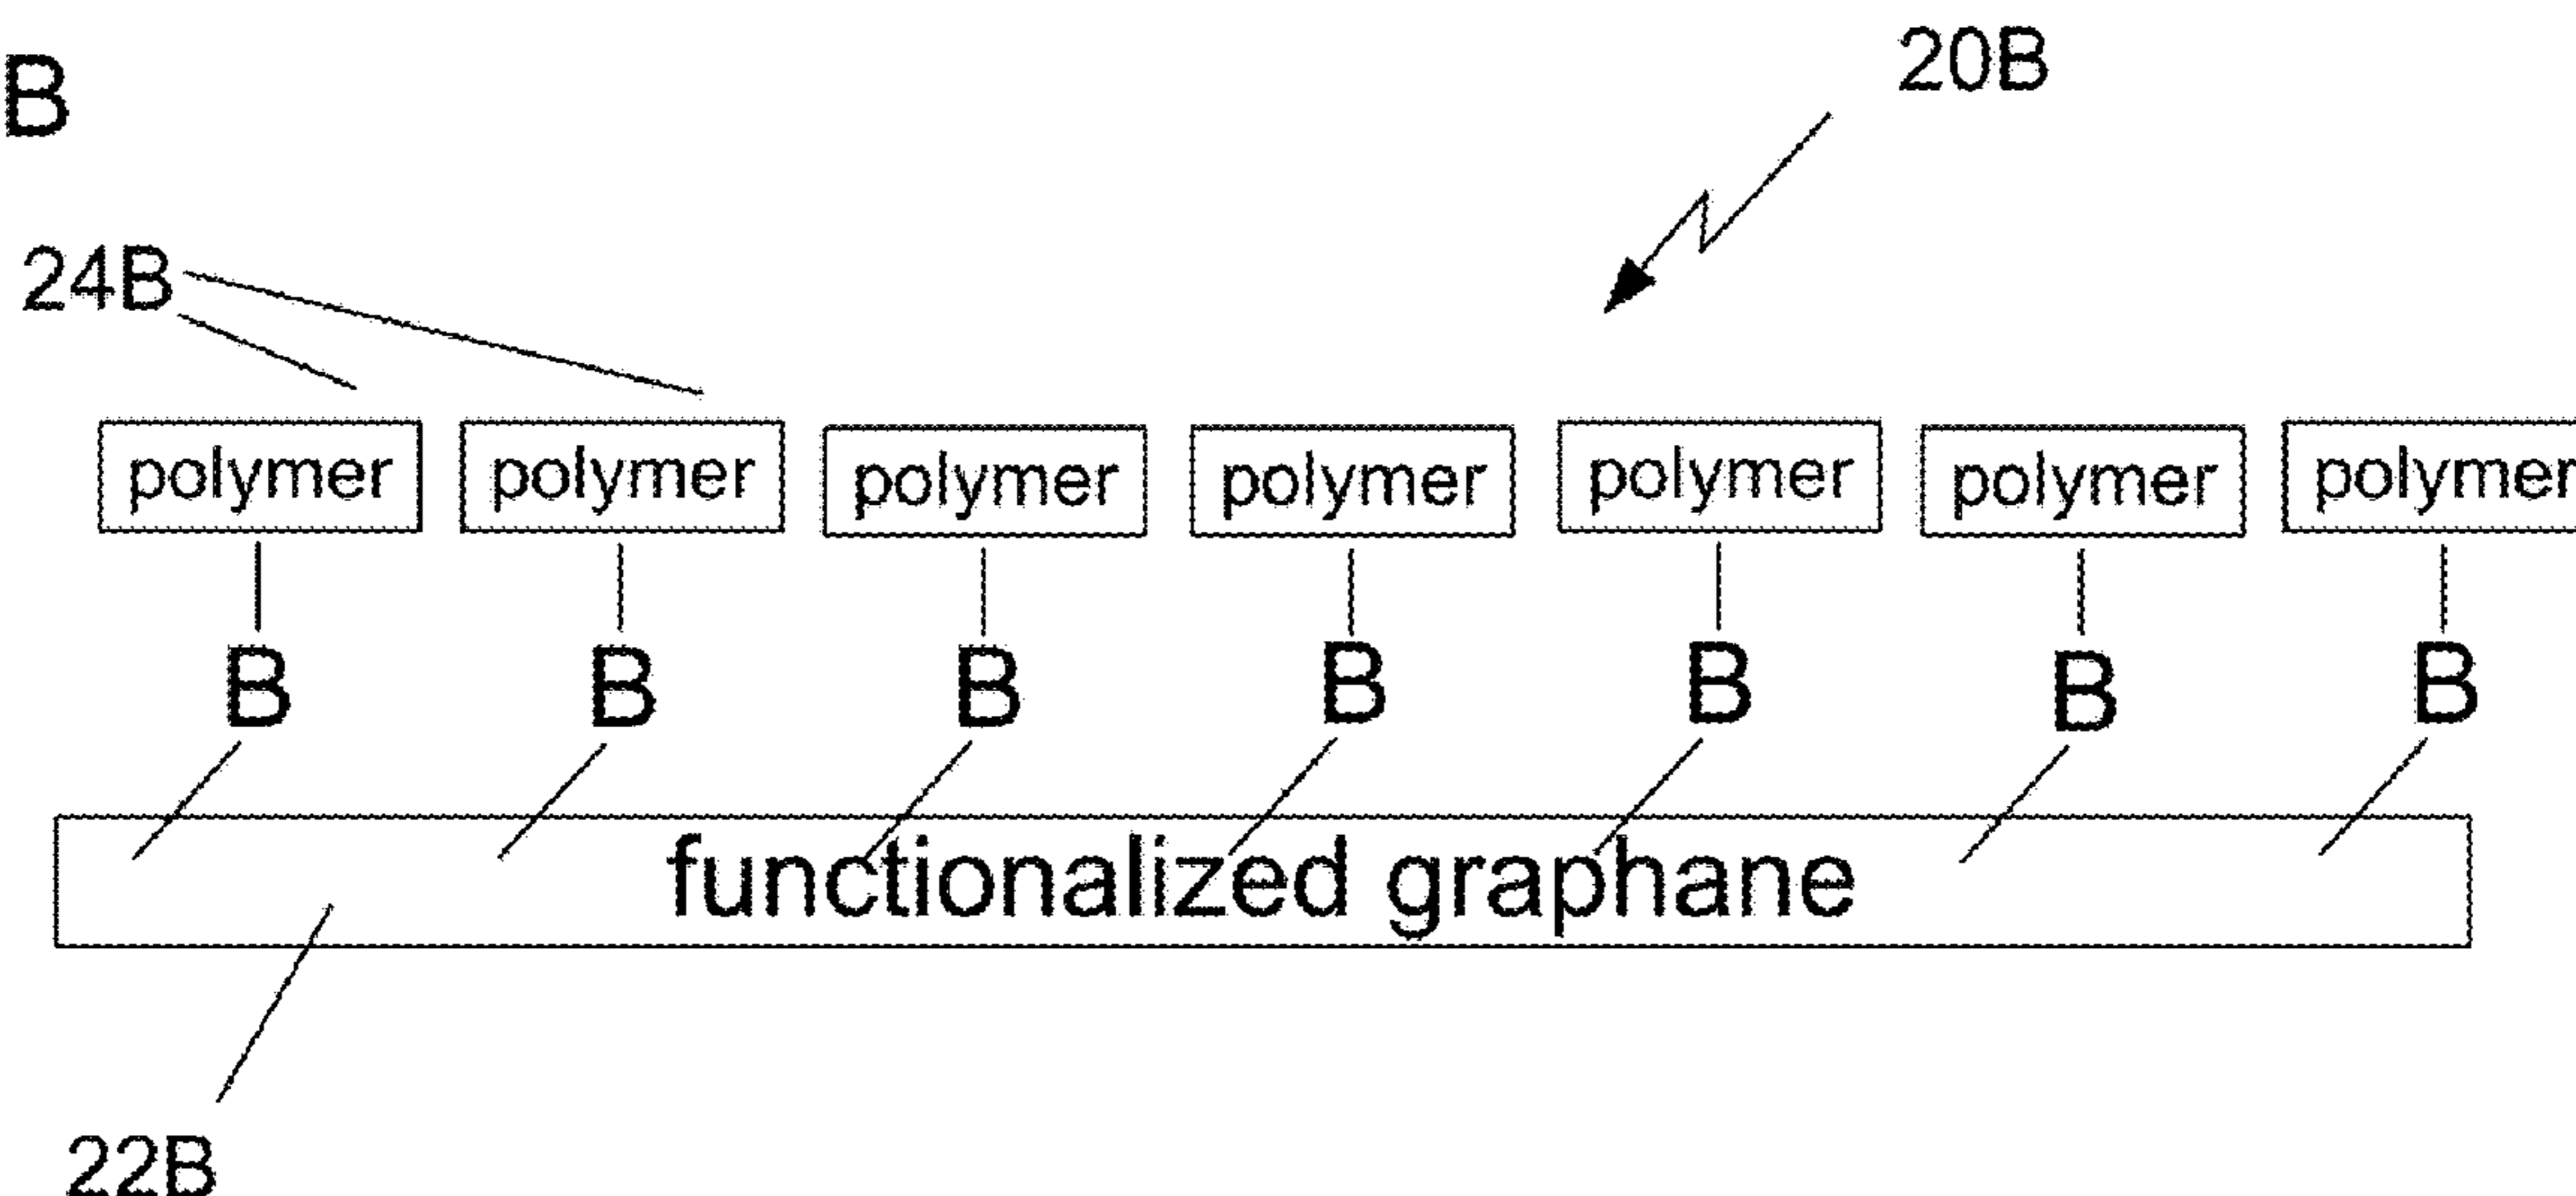 20B
B
24B
polymer polymer polymer polymer polymer polymer polymer
B B B B B B B
functionalized graphane
22B